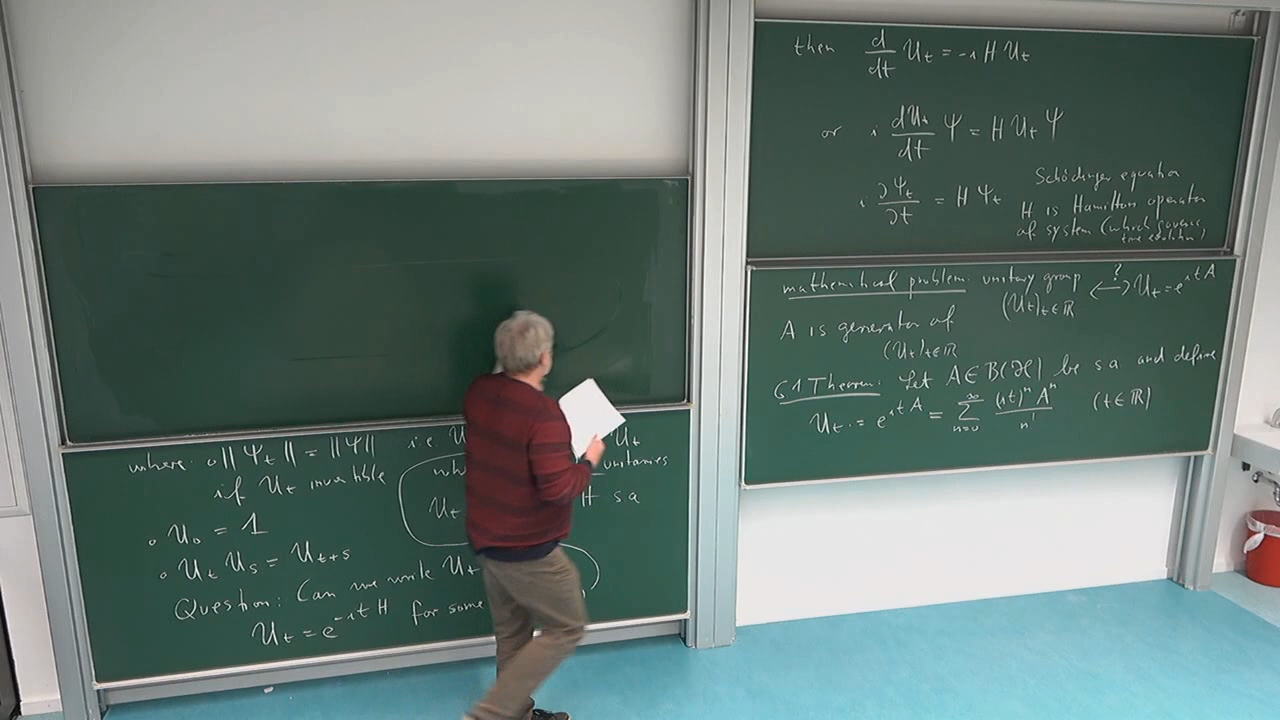 where: ∘ ||Ψ_t|| = ||Ψ|| i.e. U U_t
if U_t invertible unitaries
∘ U_0 = 1 U_t H s.a
∘ U_t U_s = U_{t+s}
Question: Can we write U_t
U_t = e^{-itH} for some
then d/dt U_t = -i H U_t
or i dU_t/dt Ψ = H U_t Ψ
i ∂Ψ_t/∂t = H Ψ_t
Schödinger equation
H is Hamilton operator
of system (which governs
time evolution)
mathematical problem: unitary group (U_t)_{t∈ℝ} ⟷? U_t = e^{itA}
A is generator of
(U_t)_{t∈ℝ}
6.1 Theorem: Let A ∈ B(ℋ) be s.a. and define
U_t := e^{itA} = ∑_{n=0}^∞ (it)^n A^n / n! (t ∈ ℝ)